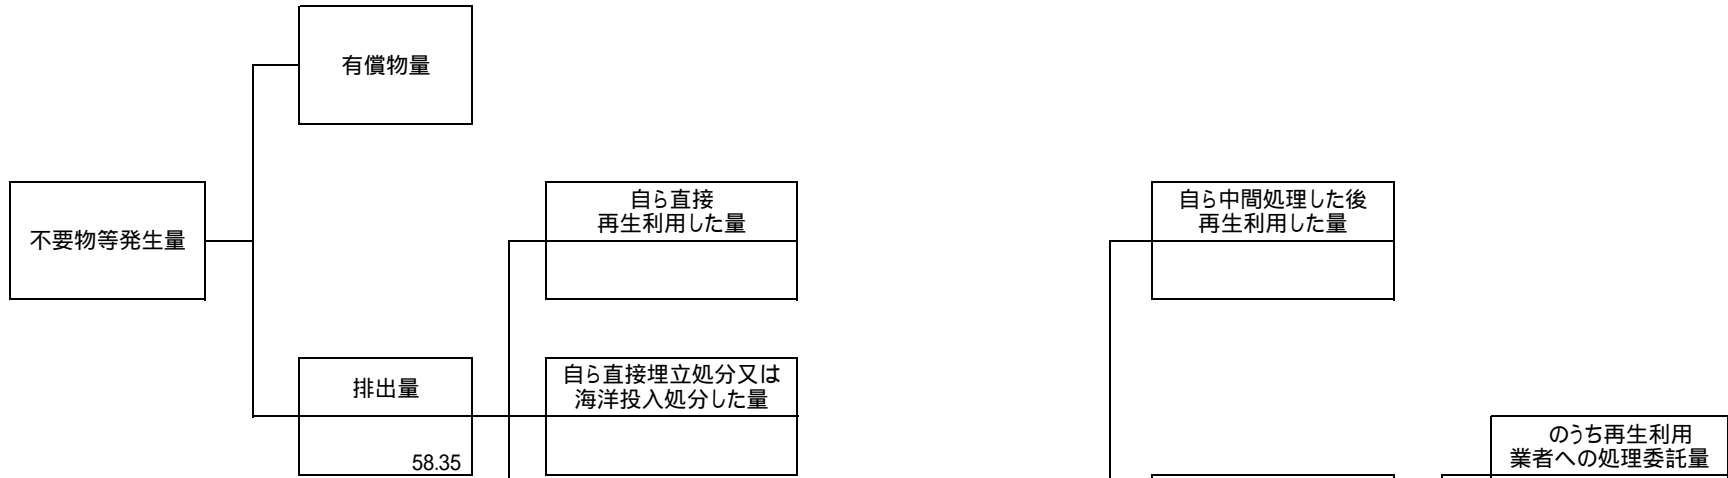 有償物量
不要物等発生量
自ら直接
再生利用した量
自ら中間処理した後
再生利用した量
排出量
58.35
自ら直接埋立処分又は
海洋投入処分した量
のうち再生利用
業者への処理委託量